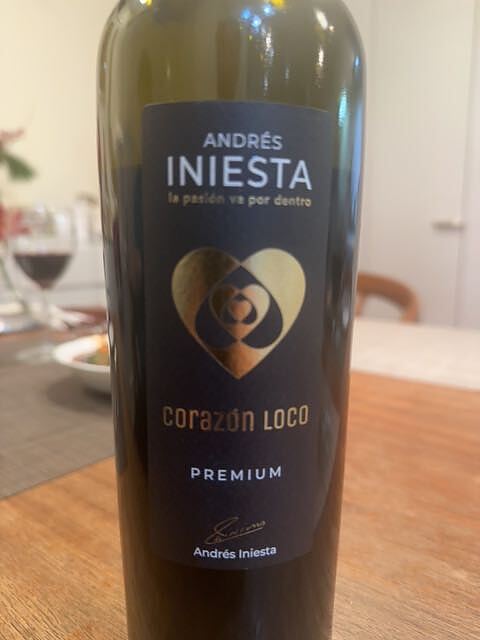 ANDRÉS
INIESTA
la pasión va por dentro
corazón Loco
PREMIUM
Andrés Iniesta